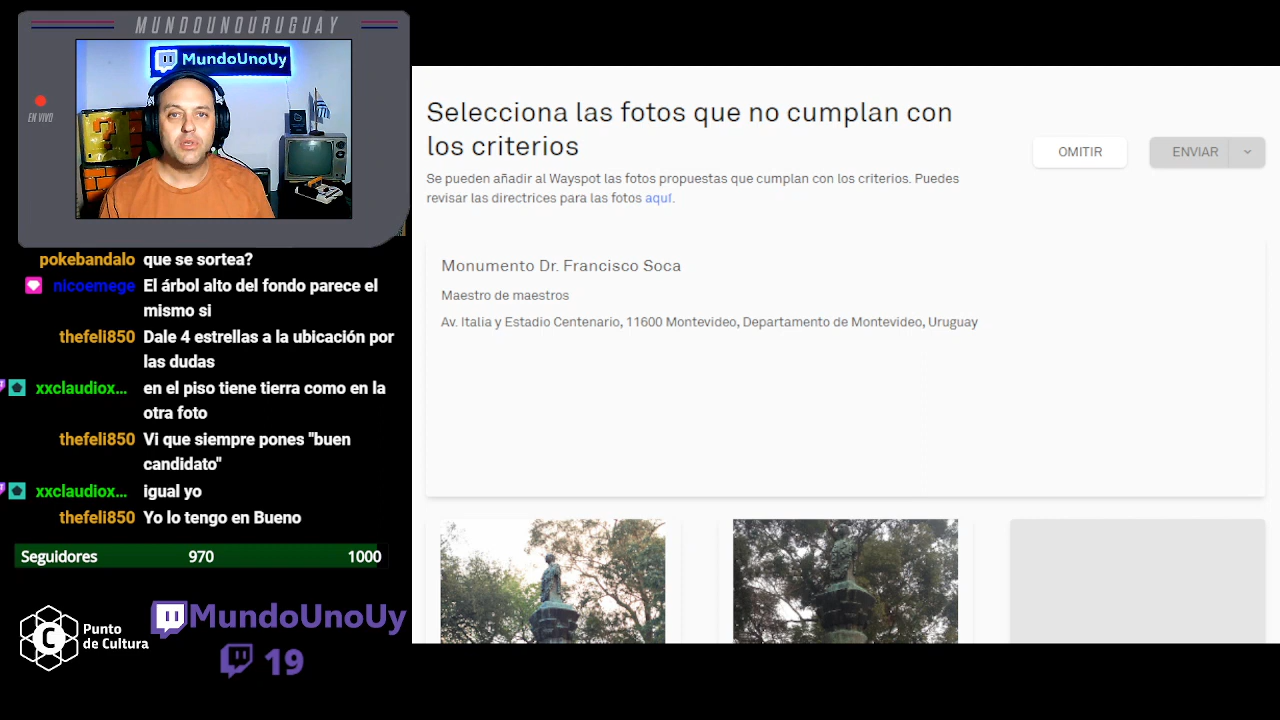 MUNDOUNOURUGUAY
MundoUnoUy
EN VIVO
pokebandalo que se sortea?
nicoemege El árbol alto del fondo parece el
mismo si
thefeli850 Dale 4 estrellas a la ubicación por
las dudas
xxclaudiox... en el piso tiene tierra como en la
otra foto
thefeli850 Vi que siempre pones "buen
candidato"
xxclaudiox... igual yo
thefeli850 Yo lo tengo en Bueno
Seguidores 970 1000
C Punto
de Cultura
MundoUnoUy
19
Selecciona las fotos que no cumplan con
los criterios
Se pueden añadir al Wayspot las fotos propuestas que cumplan con los criterios. Puedes
revisar las directrices para las fotos aquí.
OMITIR
ENVIAR
Monumento Dr. Francisco Soca
Maestro de maestros
Av. Italia y Estadio Centenario, 11600 Montevideo, Departamento de Montevideo, Uruguay